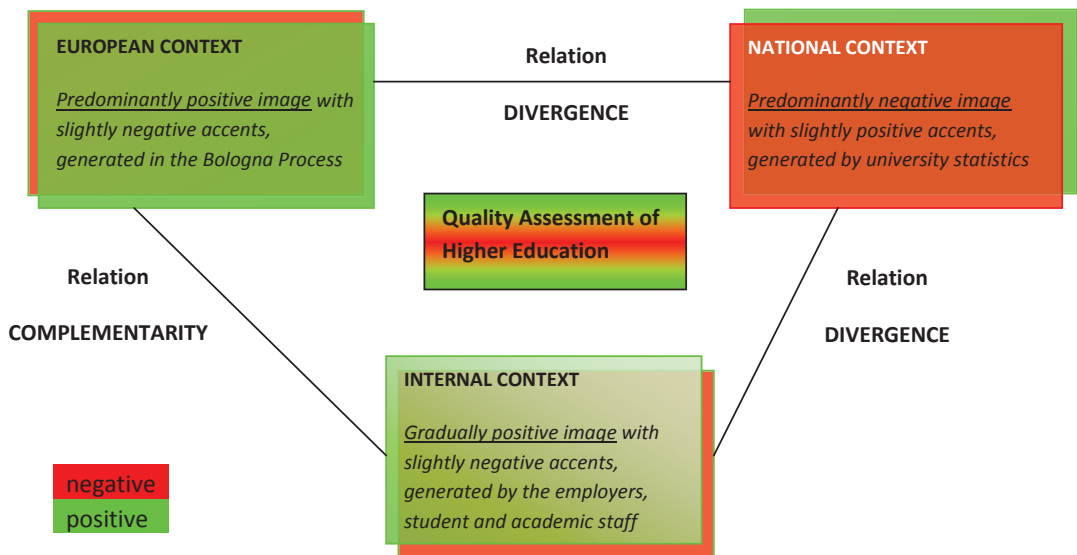 EUROPEAN CONTEXT
Predominantly positive image with
slightly negative accents,
generated in the Bologna Process
Relation
DIVERGENCE
NATIONAL CONTEXT
Predominantly negative image
with slightly positive accents,
generated by university statistics
Quality Assessment of
Higher Education
Relation
COMPLEMENTARITY
Relation
DIVERGENCE
INTERNAL CONTEXT
Gradually positive image with
slightly negative accents,
generated by the employers,
student and academic staff
negative
positive